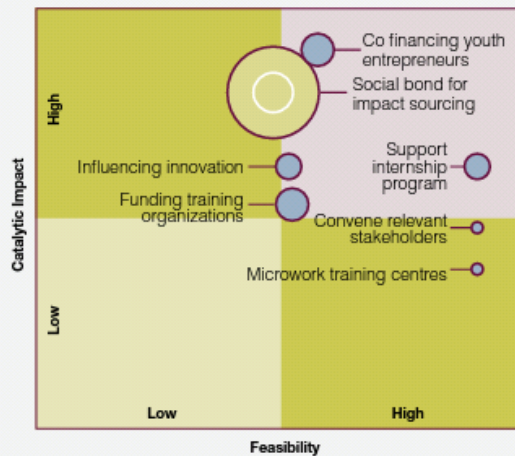 Co financing youth
entrepreneurs
Social bond for
impact sourcing
High
Influencing innovation
Support
internship
program
Funding training
organizations
Convene relevant
stakeholders
Catalytic Impact
Microwork training centres
Low
Low
High
Feasibility